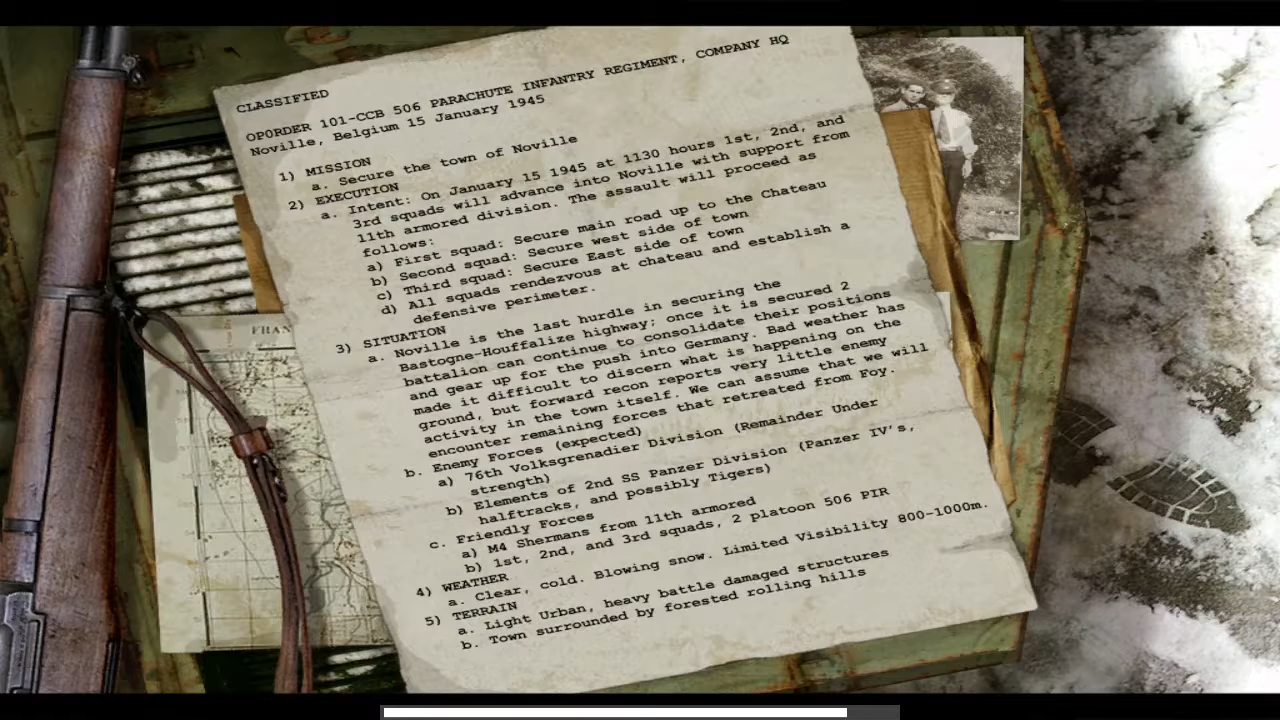 CLASSIFIED
OPORDER 101-CCB 506 PARACHUTE INFANTRY REGIMENT, COMPANY HQ
Noville, Belgium 15 January 1945
1) MISSION
a. Secure the town of Noville
2) EXECUTION
a. Intent: On January 15 1945 at 1130 hours 1st, 2nd, and
3rd squads will advance into Noville with support from
11th armored division. The assault will proceed as
follows:
a) First squad: Secure main road up to the Chateau
b) Second squad: Secure west side of town
c) Third squad: Secure East side of town
d) All squads rendezvous at chateau and establish a
defensive perimeter.
3) SITUATION
a. Noville is the last hurdle in securing the
Bastogne-Houffalize highway; once it is secured 2
battalion can continue to consolidate their positions
and gear up for the push into Germany. Bad weather has
made it difficult to discern what is happening on the
ground, but forward recon reports very little enemy
activity in the town itself. We can assume that we will
encounter remaining forces that retreated from Foy.
b. Enemy Forces (expected)
a) 76th Volksgrenadier Division (Remainder Under
strength)
b) Elements of 2nd SS Panzer Division (Panzer IV's,
halftracks, and possibly Tigers)
c. Friendly Forces
a) M4 Shermans from 11th armored
b) 1st, 2nd, and 3rd squads, 2 platoon 506 PIR
4) WEATHER
a. Clear, cold. Blowing snow. Limited Visibility 800-1000m.
5) TERRAIN
a. Light Urban, heavy battle damaged structures
b. Town surrounded by forested rolling hills